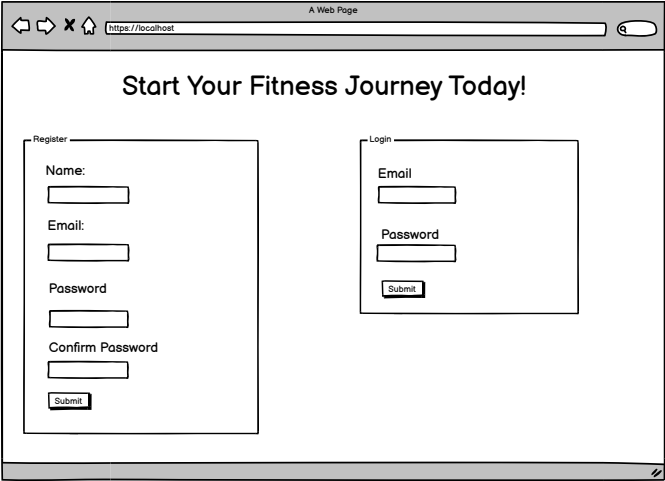 A Web Page
https://localhost
Start Your Fitness Journey Today!
Register
Name:
Email:
Password
Confirm Password
Submit
Login
Email
Password
Submit